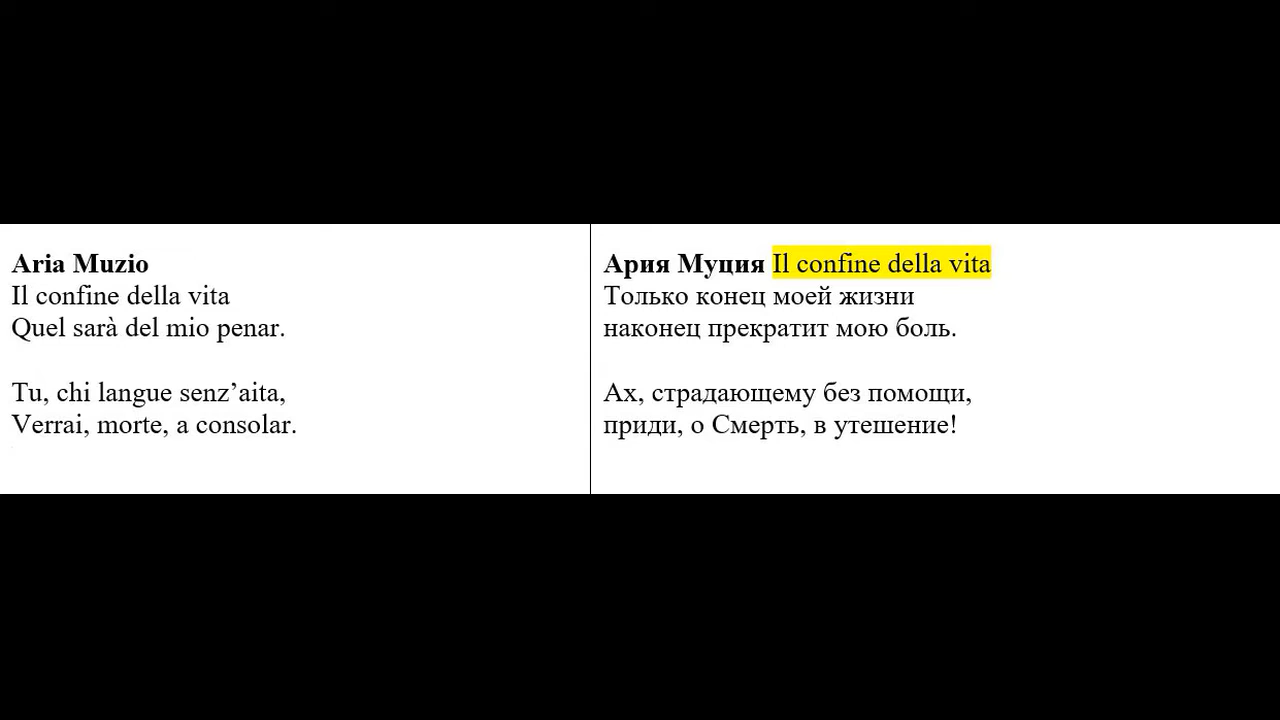 Aria Muzio
Il confine della vita
Quel sarà del mio penar.
Tu, chi langue senz’aita,
Verrai, morte, a consolar.
Ария Муция Il confine della vita
Только конец моей жизни
наконец прекратит мою боль.
Ах, страдающему без помощи,
приди, о Смерть, в утешение!